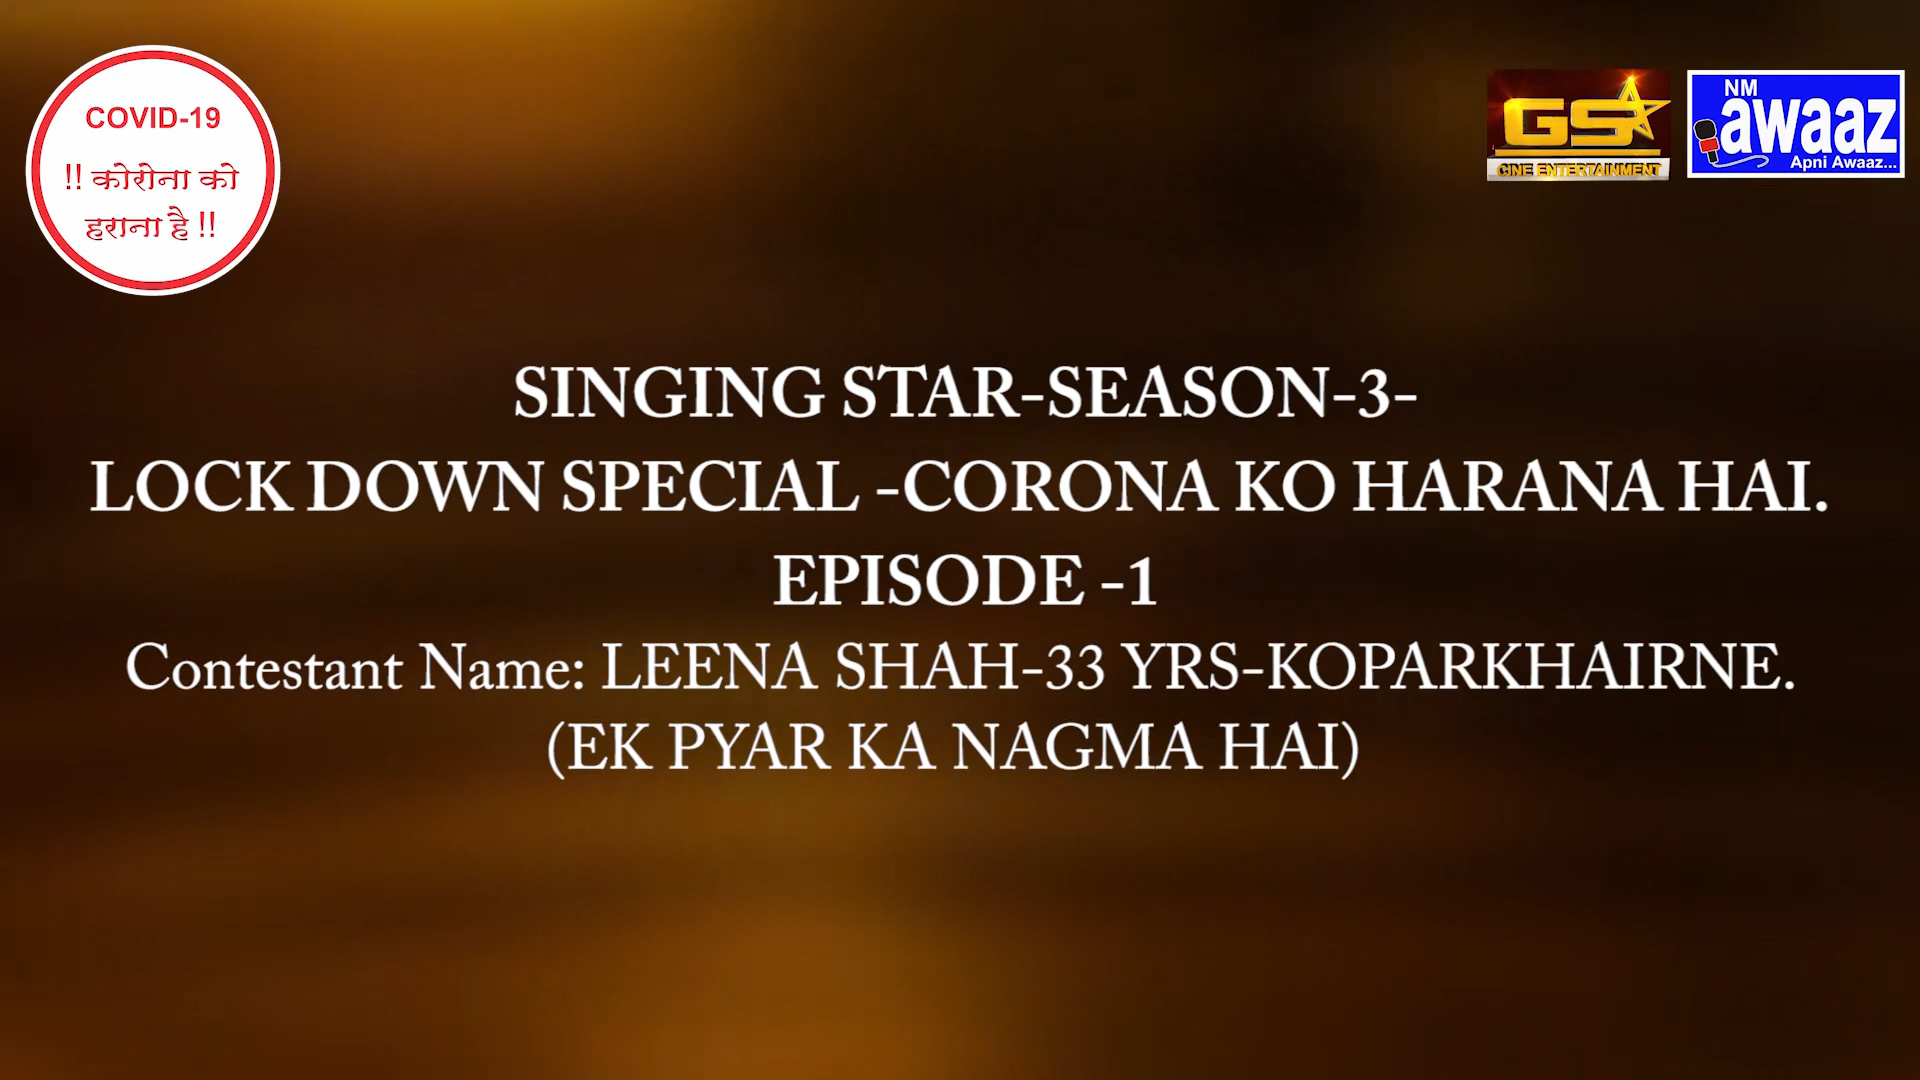 COVID-19
!! कोरोना को
हराना है !!
GS
CINE ENTERTAINMENT
NM
awaaz
Apni Awaaz...
SINGING STAR-SEASON-3-
LOCK DOWN SPECIAL -CORONA KO HARANA HAI.
EPISODE -1
Contestant Name: LEENA SHAH-33 YRS-KOPARKHAIRNE.
(EK PYAR KA NAGMA HAI)